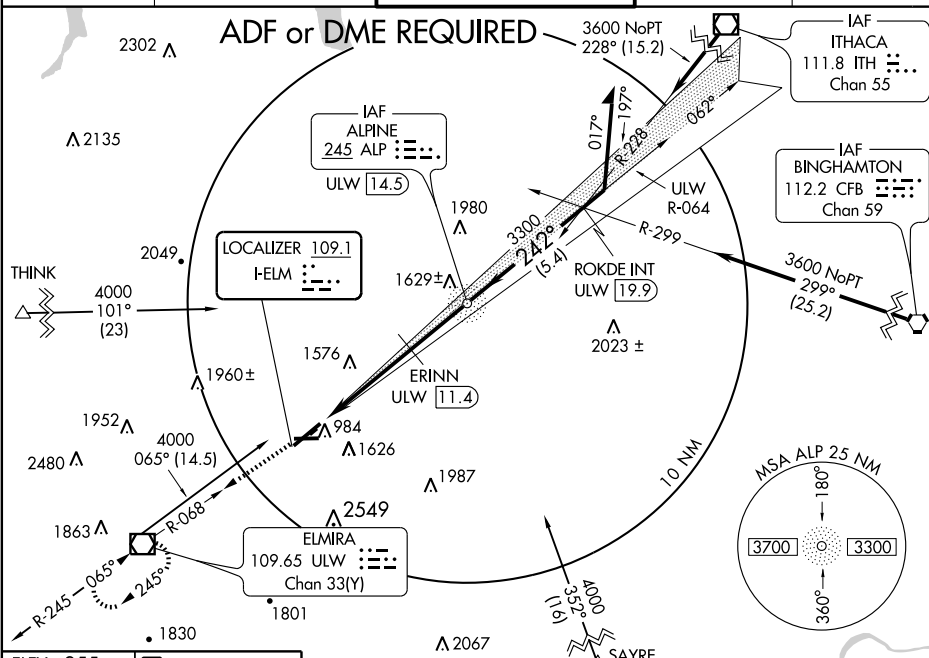 ADF or DME REQUIRED
2302
3600 NoPT
228° (15.2)
IAF
ITHACA
111.8 ITH
Chan 55
2135
IAF
ALPINE
245 ALP
ULW 14.5
017°
197°
R-228
062°
ULW
R-064
IAF
BINGHAMTON
112.2 CFB
Chan 59
1980
3300
242°
(5.4)
R-299
3600 NoPT
299°
(25.2)
LOCALIZER 109.1
I-ELM
2049
1629±
ROKDE INT
ULW 19.9
THINK
4000
101°
(23)
2023 ±
1576
ERINN
ULW 11.4
1960±
1952
984
1626
4000
065° (14.5)
2480
1987
10 NM
MSA ALP 25 NM
180°
3700
3300
360°
R-068
2549
1863
ELMIRA
109.65 ULW
Chan 33(Y)
R-245
065°
245°
1801
1830
4000
352°
(16)
2067
SAYRE